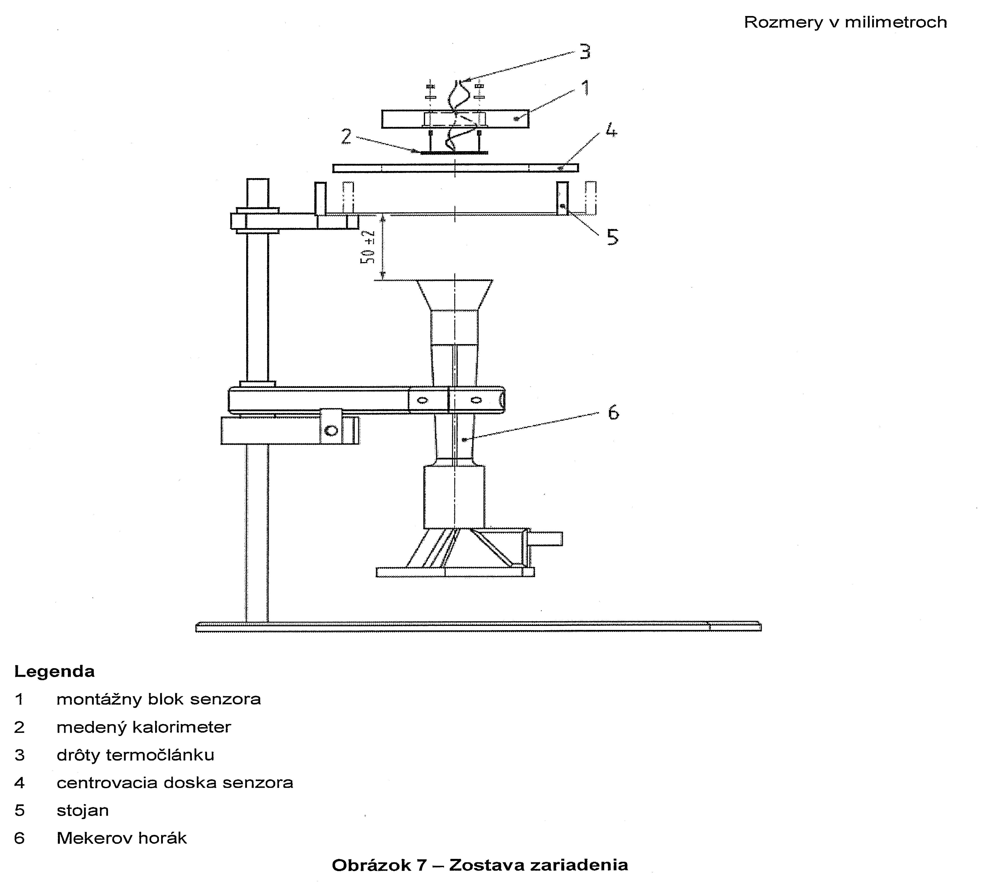 Rozmery v milimetroch
3
1
2
4
5
50 ±2
6
Legenda
1 montážny blok senzora
2 medený kalorimeter
3 drôty termočlánku
4 centrovacia doska senzora
5 stojan
6 Mekerov horák
Obrázok 7 – Zostava zariadenia